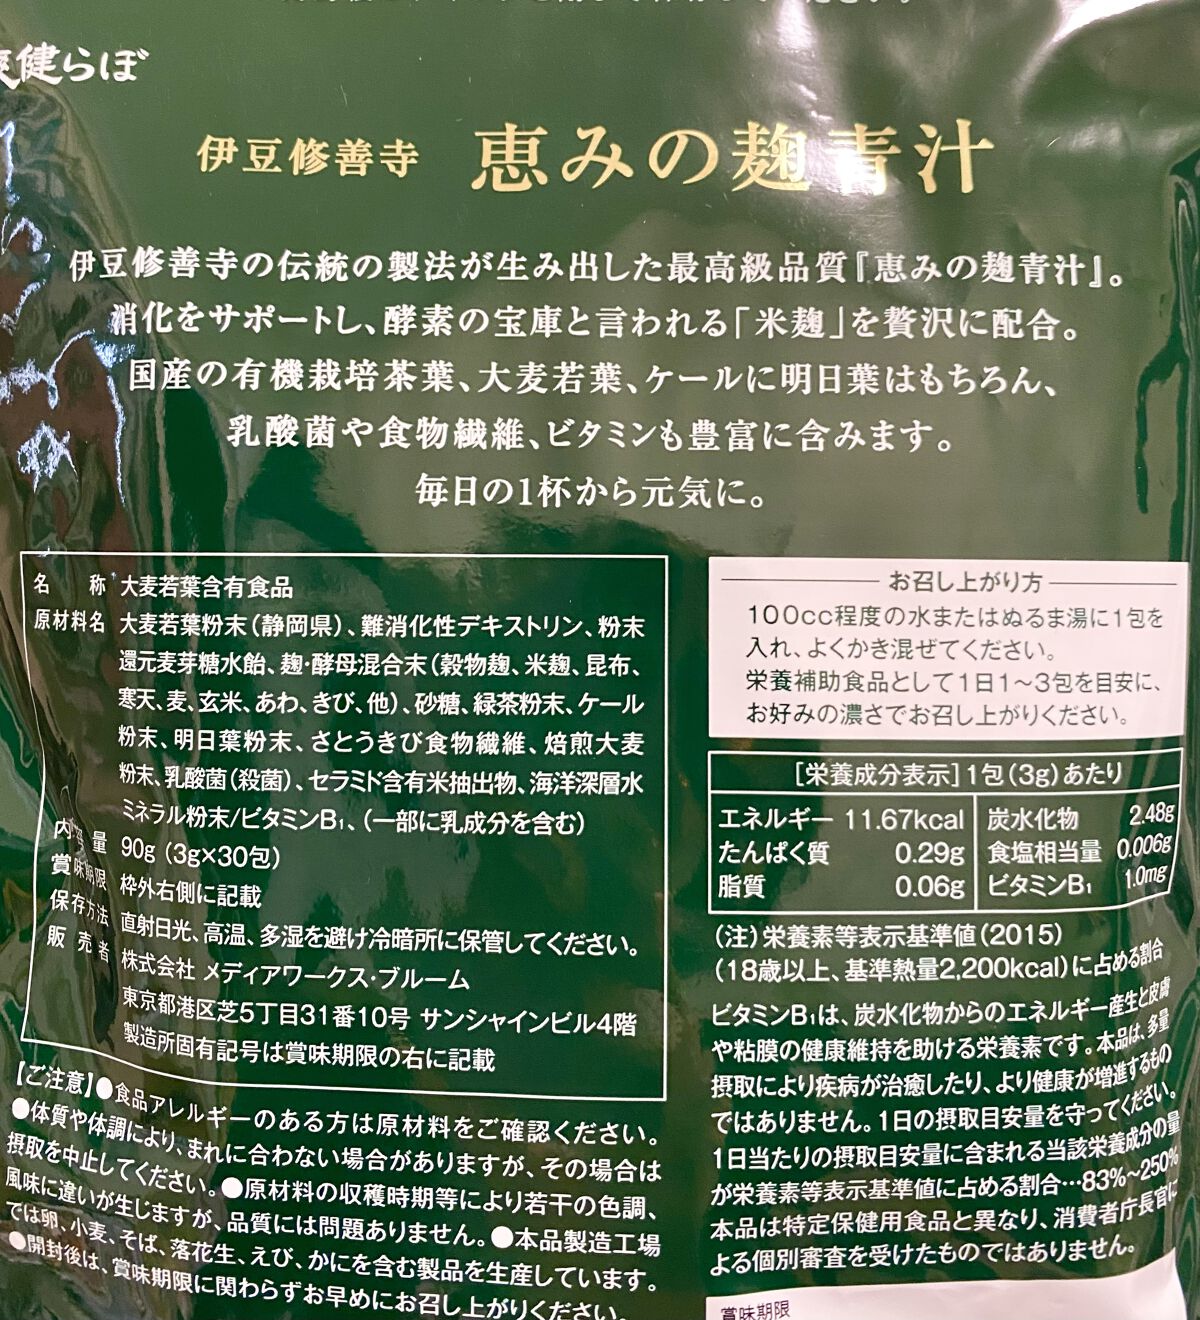 健らぼ
伊豆修善寺 恵みの麹青汁
伊豆修善寺の伝統の製法が生み出した最高級品質『恵みの麹青汁』。
消化をサポートし、酵素の宝庫と言われる「米麹」を贅沢に配合。
国産の有機栽培茶葉、大麦若葉、ケールに明日葉はもちろん、
乳酸菌や食物繊維、ビタミンも豊富に含みます。
毎日の1杯から元気に。
名 称 大麦若葉含有食品
原材料名 大麦若葉粉末(静岡県)、難消化性デキストリン、粉末
還元麦芽糖水飴、麹・酵母混合末(穀物麹、米麹、昆布、
寒天、麦、玄米、あわ、きび、他)、砂糖、緑茶粉末、ケール
粉末、明日葉粉末、さとうきび食物繊維、焙煎大麦
粉末、乳酸菌(殺菌)、セラミド含有米抽出物、海洋深層水
ミネラル粉末/ビタミンB₁、(一部に乳成分を含む)
内容量 90g (3g×30包)
賞味期限 枠外右側に記載
保存方法 直射日光、高温、多湿を避け冷暗所に保管してください。
販売者 株式会社 メディアワークス・ブルーム
東京都港区芝5丁目31番10号 サンシャインビル4階
製造所固有記号は賞味期限の右に記載
【ご注意】●食品アレルギーのある方は原材料をご確認ください。
●体質や体調により、まれに合わない場合がありますが、その場合は
摂取を中止してください。●原材料の収穫時期等により若干の色調、
風味に違いが生じますが、品質には問題ありません。●本品製造工場
では卵、小麦、そば、落花生、えび、かにを含む製品を生産しています。
●開封後は、賞味期限に関わらずお早めにお召し上がりください。
お召し上がり方
100cc程度の水またはぬるま湯に1包を
入れ、よくかき混ぜてください。
栄養補助食品として1日1〜3包を目安に、
お好みの濃さでお召し上がりください。
[栄養成分表示]1包(3g)あたり
エネルギー 11.67kcal 炭水化物 2.48g
たんぱく質 0.29g 食塩相当量 0.006g
脂質 0.06g ビタミンB₁ 1.0mg
(注)栄養素等表示基準値(2015)
(18歳以上、基準熱量2,200kcal)に占める割合
ビタミンB₁は、炭水化物からのエネルギー産生と皮膚
や粘膜の健康維持を助ける栄養素です。本品は、多量
摂取により疾病が治癒したり、より健康が増進するもの
ではありません。1日の摂取目安量を守ってください。
1日当たりの摂取目安量に含まれる当該栄養成分の量
が栄養素等表示基準値に占める割合…83%〜250%
本品は特定保健用食品と異なり、消費者庁長官に
よる個別審査を受けたものではありません。
賞味期限